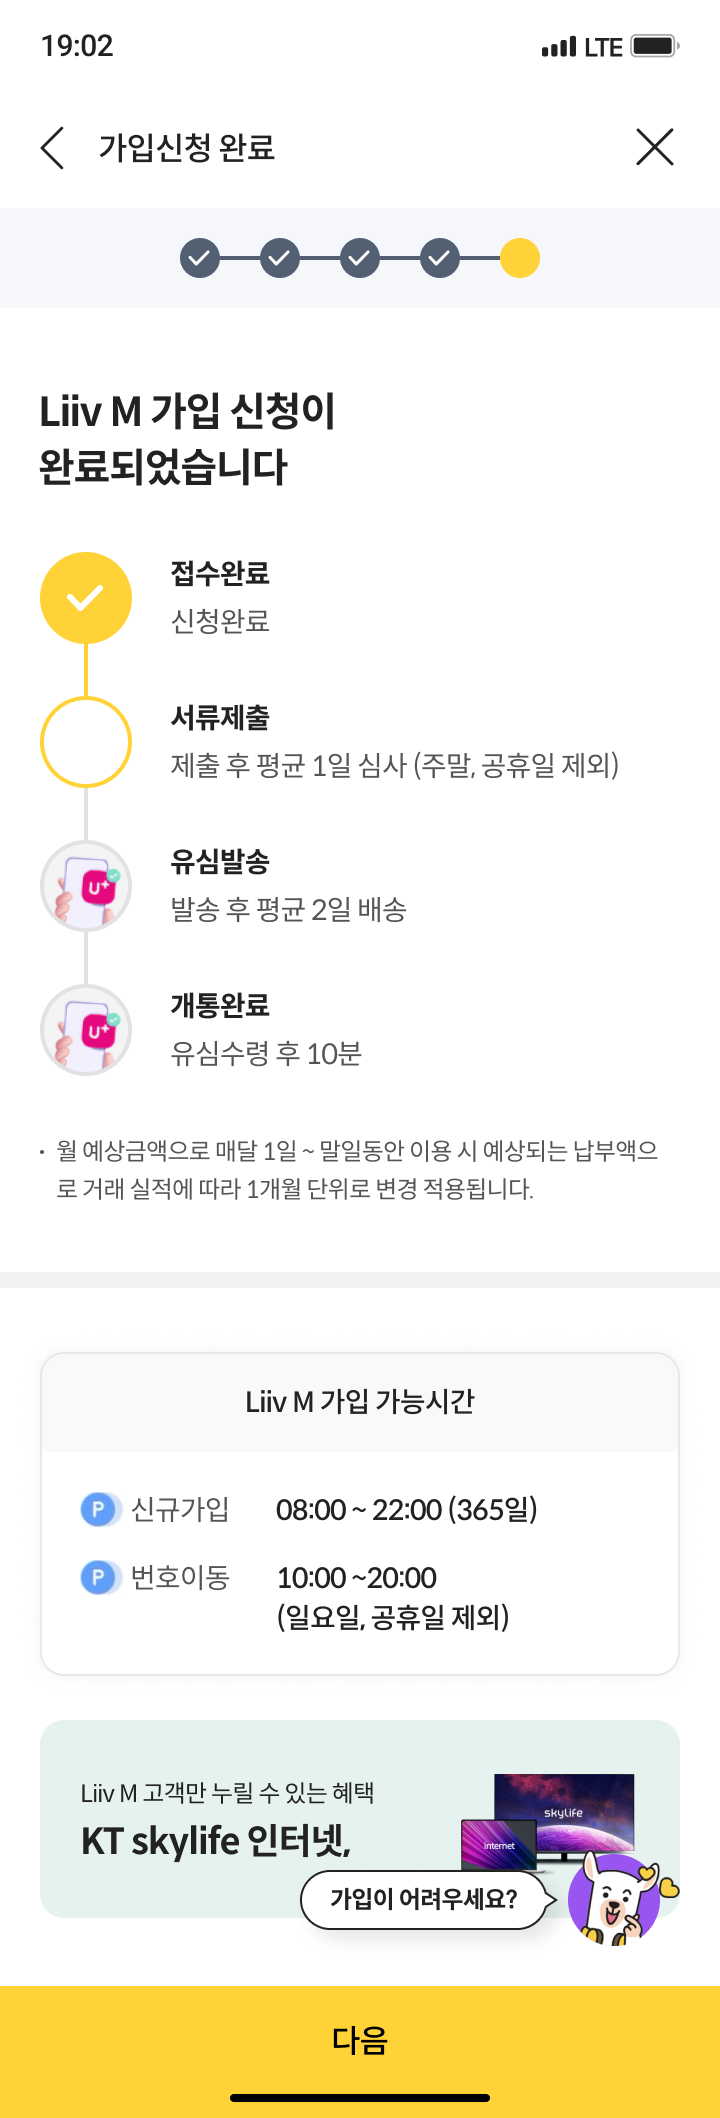 19:02
LTE
가입신청 완료
Liiv M 가입 신청이
완료되었습니다
접수완료
신청완료
서류제출
제출 후 평균 1일 심사 (주말, 공휴일 제외)
U+
유심발송
발송 후 평균 2일 배송
U+
개통완료
유심수령 후 10분
· 월 예상금액으로 매달 1일 ~ 말일동안 이용 시 예상되는 납부액으
로 거래 실적에 따라 1개월 단위로 변경 적용됩니다.
Liiv M 가입 가능시간
P 신규가입 08:00 ~ 22:00 (365일)
P 번호이동 10:00 ~20:00
(일요일, 공휴일 제외)
Liiv M 고객만 누릴 수 있는 혜택
KT skylife 인터넷,
skylife
internet
가입이 어려우세요?
다음